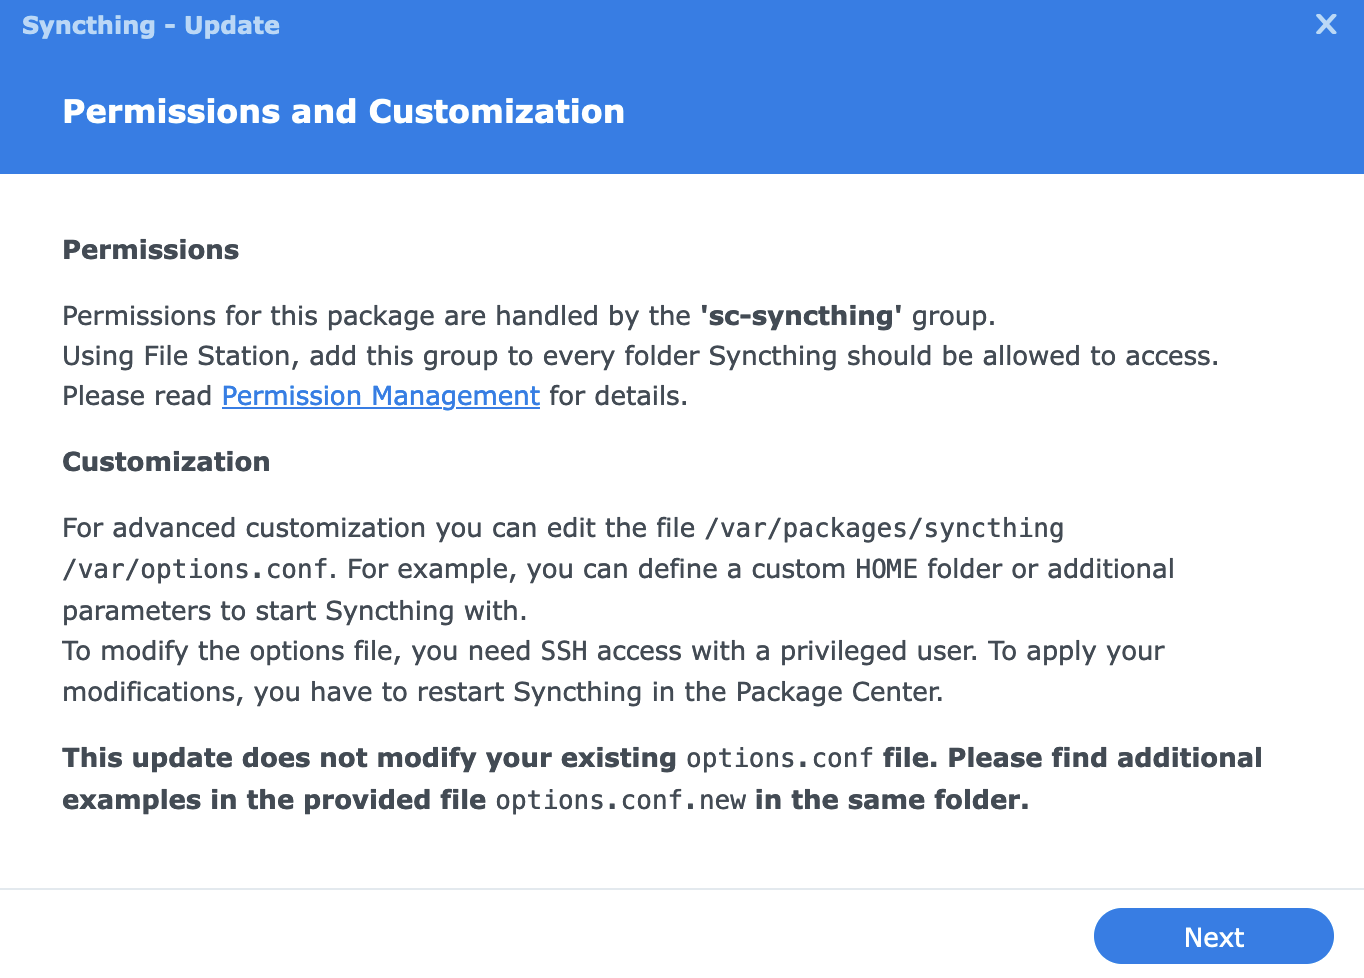 Syncthing - Update
X
Permissions and Customization
Permissions
Permissions for this package are handled by the 'sc-syncthing' group.
Using File Station, add this group to every folder Syncthing should be allowed to access.
Please read Permission Management for details.
Customization
For advanced customization you can edit the file /var/packages/syncthing
/var/options.conf. For example, you can define a custom HOME folder or additional
parameters to start Syncthing with.
To modify the options file, you need SSH access with a privileged user. To apply your
modifications, you have to restart Syncthing in the Package Center.
This update does not modify your existing options.conf file. Please find additional
examples in the provided file options.conf.new in the same folder.
Next